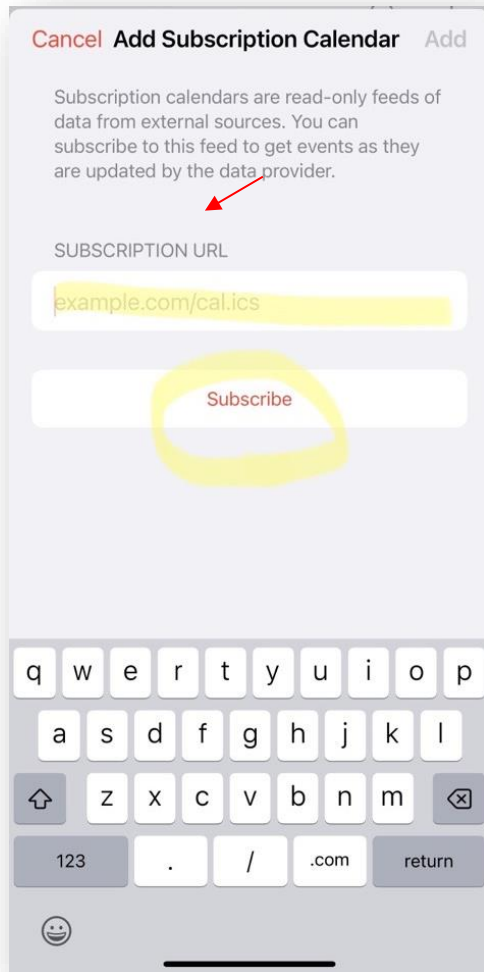 Cancel Add Subscription Calendar Add
Subscription calendars are read-only feeds of
data from external sources. You can
subscribe to this feed to get events as they
are updated by the data provider.
SUBSCRIPTION URL
example.com/cal.ics
Subscribe
q w e r t y u i o p
a s d f g h j k l
z x c v b n m
123 . / .com return